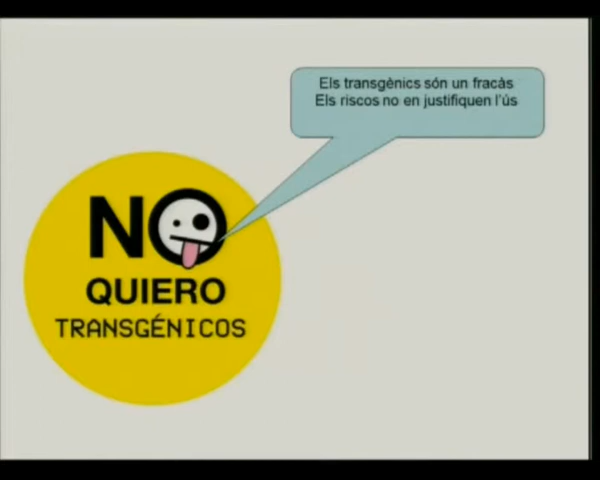 Els transgènics són un fracàs
Els riscos no en justifiquen l'ús
NO
QUIERO
TRANSGÉNICOS